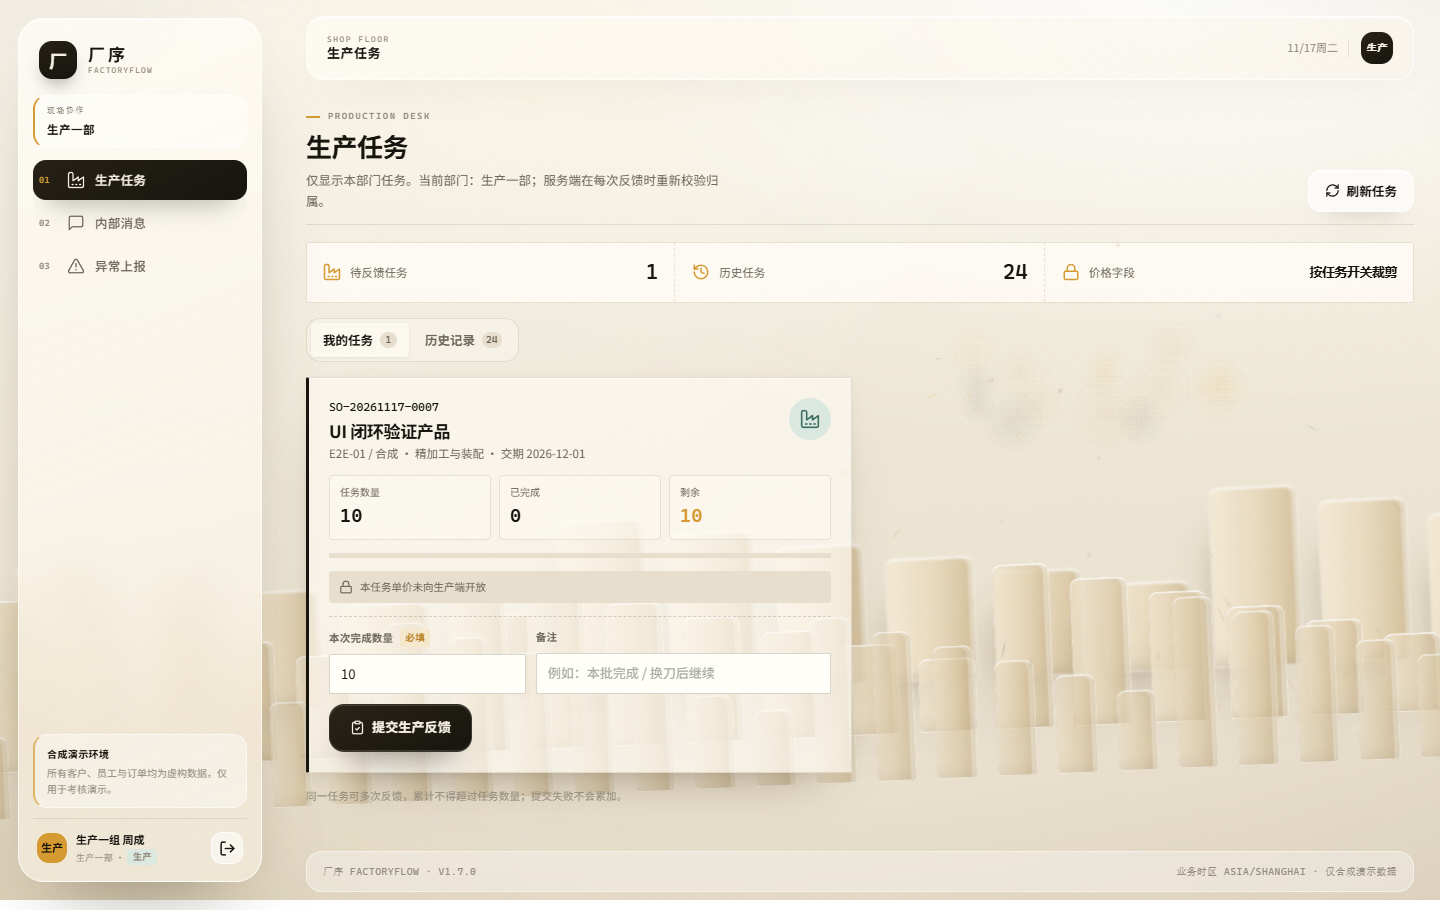 厂
厂序
FACTORYFLOW
现场协作
生产一部
01 生产任务
02 内部消息
03 异常上报
合成演示环境
所有客户、员工与订单均为虚构数据，仅
用于考核演示。
生产
生产一组 周成
生产一部 · 生产
SHOP FLOOR
生产任务
11/17周二
生产
PRODUCTION DESK
生产任务
仅显示本部门任务。当前部门：生产一部；服务端在每次反馈时重新校验归
属。
刷新任务
待反馈任务 1
历史任务 24
价格字段 按任务开关裁剪
我的任务 1
历史记录 24
SO-20261117-0007
UI 闭环验证产品
E2E-01 / 合成 · 精加工与装配 · 交期 2026-12-01
任务数量
10
已完成
0
剩余
10
本任务单价未向生产端开放
本次完成数量 必填
10
备注
例如：本批完成 / 换刀后继续
提交生产反馈
同一任务可多次反馈，累计不得超过任务数量；提交失败不会累加。
厂序 FACTORYFLOW · V1.7.0
业务时区 ASIA/SHANGHAI · 仅合成演示数据